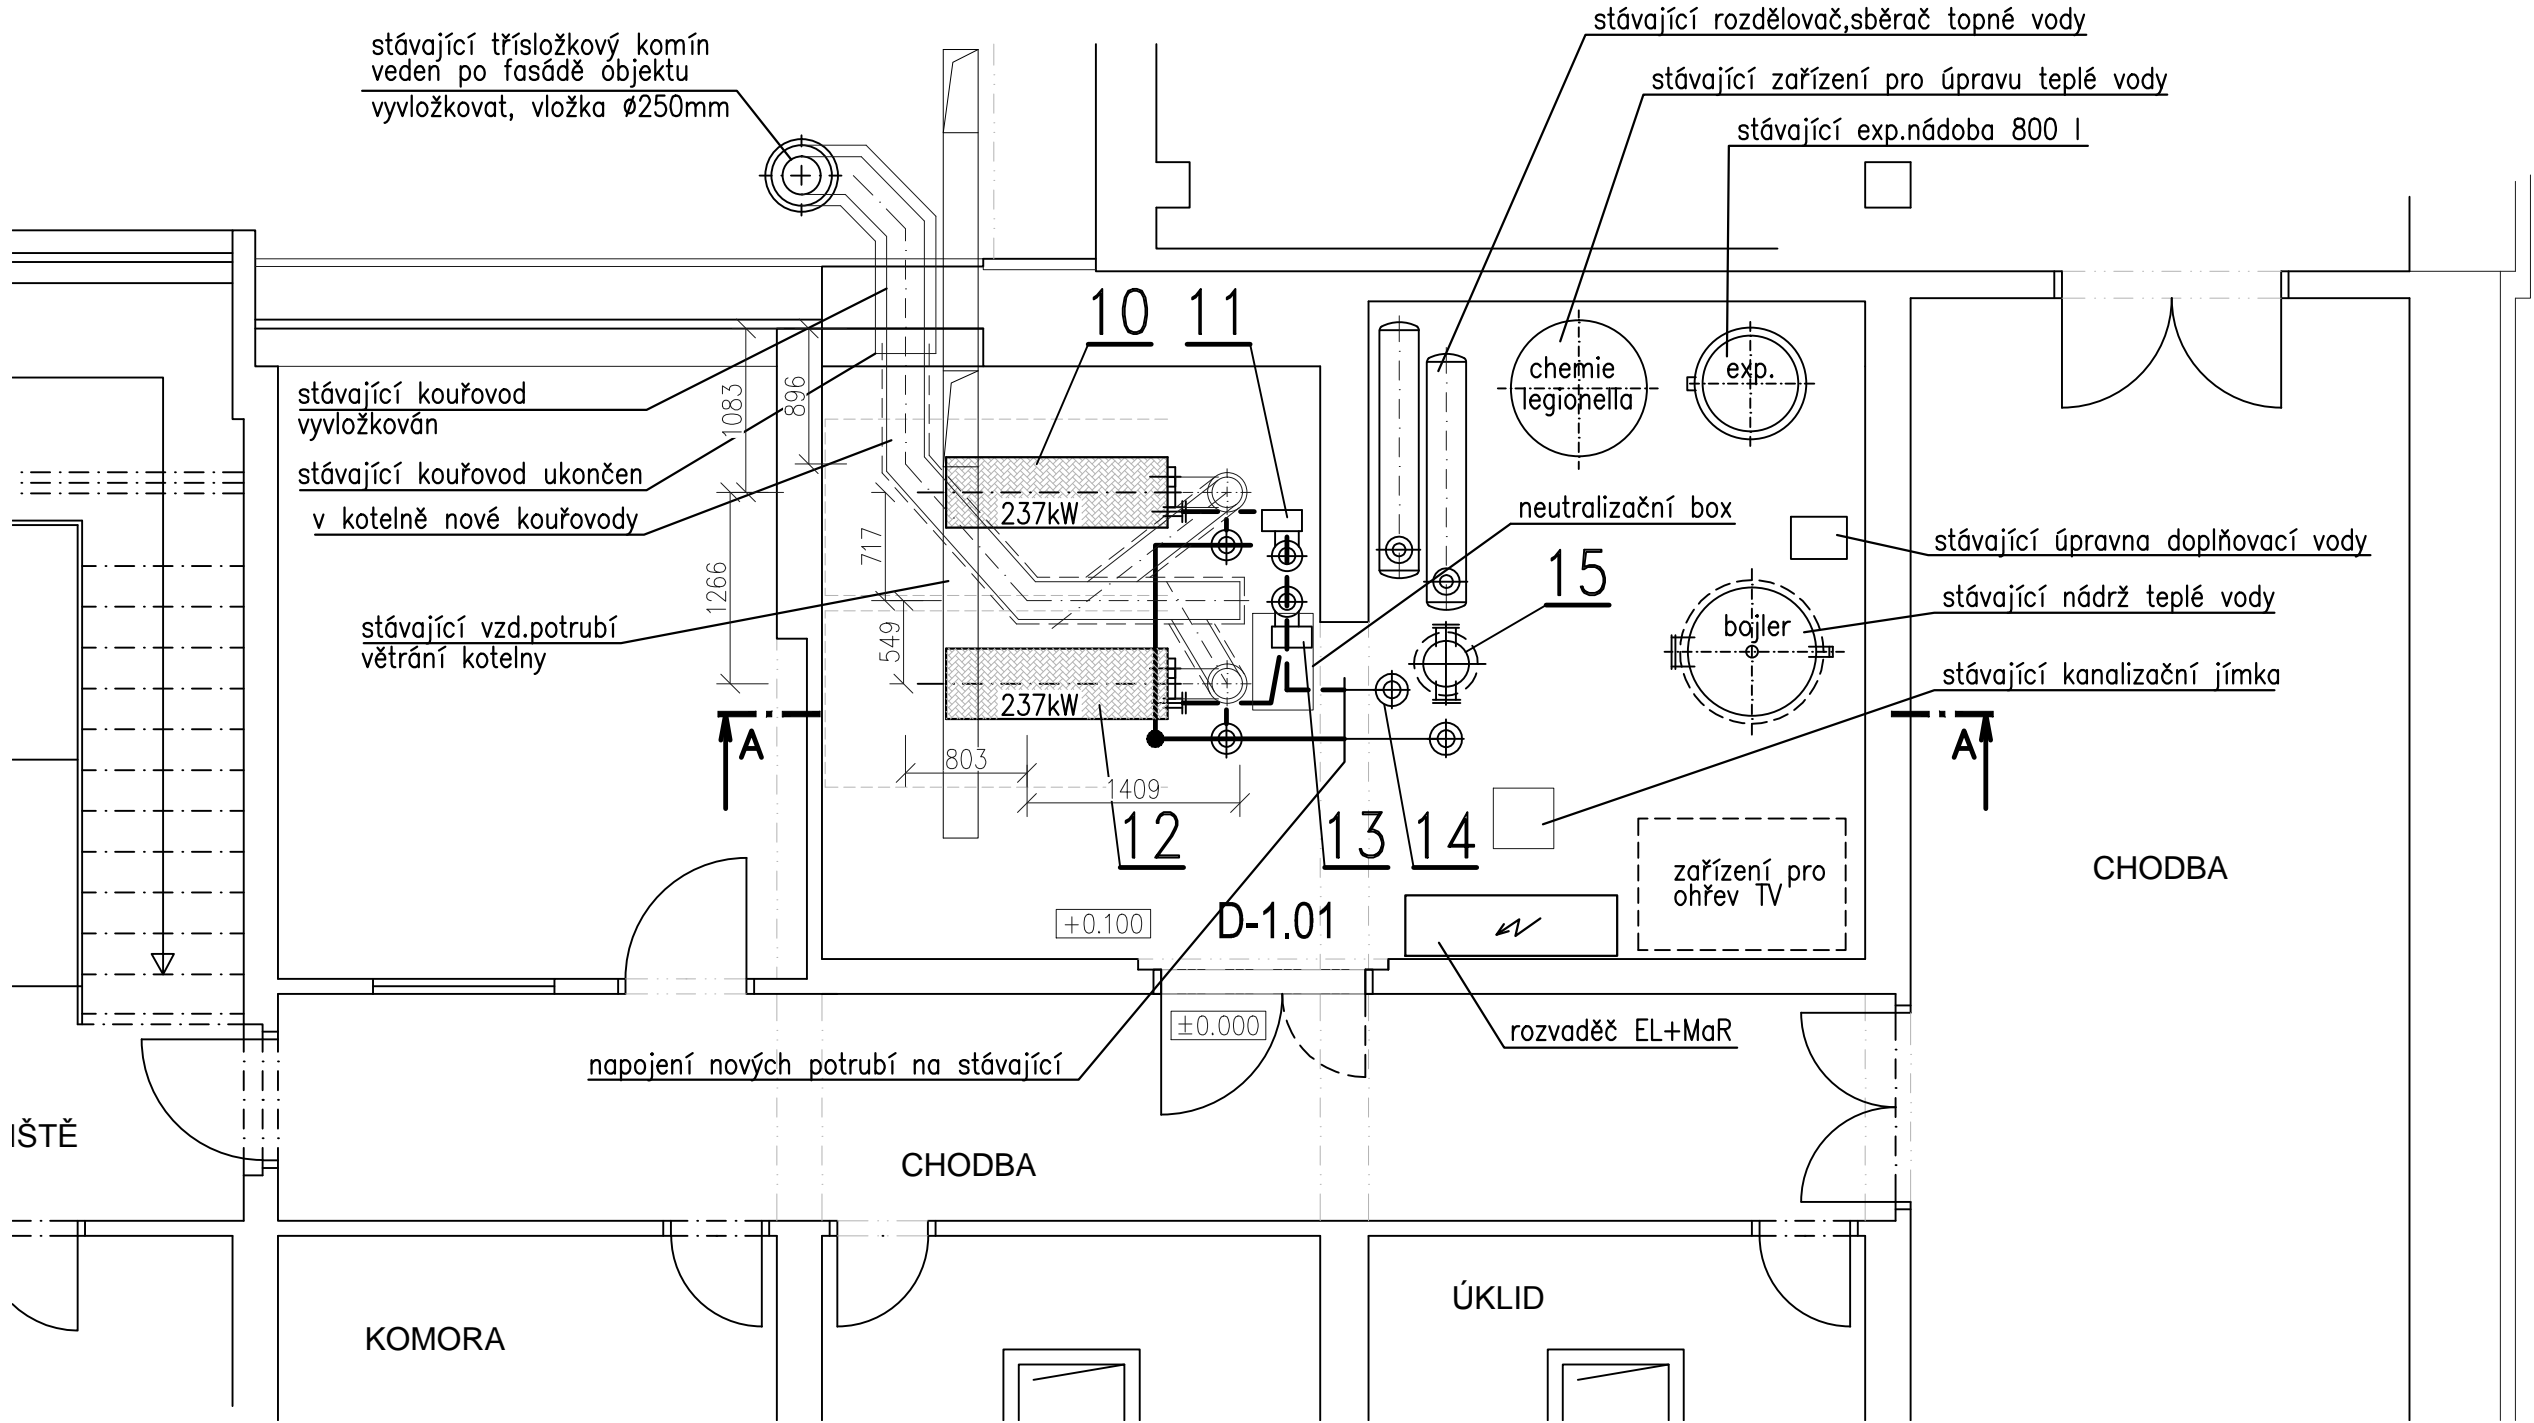 stávající rozdělovač,sběrač topné vody
stávající třísložkový komín
veden po fasádě objektu
vyvložkovat, vložka ø250mm
stávající zařízení pro úpravu teplé vody
stávající exp.nádoba 800 l
10
11
stávající kouřovod
vyvložkován
1083
896
chemie
legionella
exp.
stávající kouřovod ukončen
v kotelně nové kouřovody
237kW
neutralizační box
stávající úpravna doplňovací vody
717
1266
15
stávající nádrž teplé vody
stávající vzd.potrubí
větrání kotelny
549
bojler
stávající kanalizační jímka
237kW
A
A
803
1409
12
13
14
zařízení pro
ohřev TV
CHODBA
+0.100
D-1.01
±0.000
rozvaděč EL+MaR
napojení nových potrubí na stávající
IŠTĚ
CHODBA
KOMORA
ÚKLID